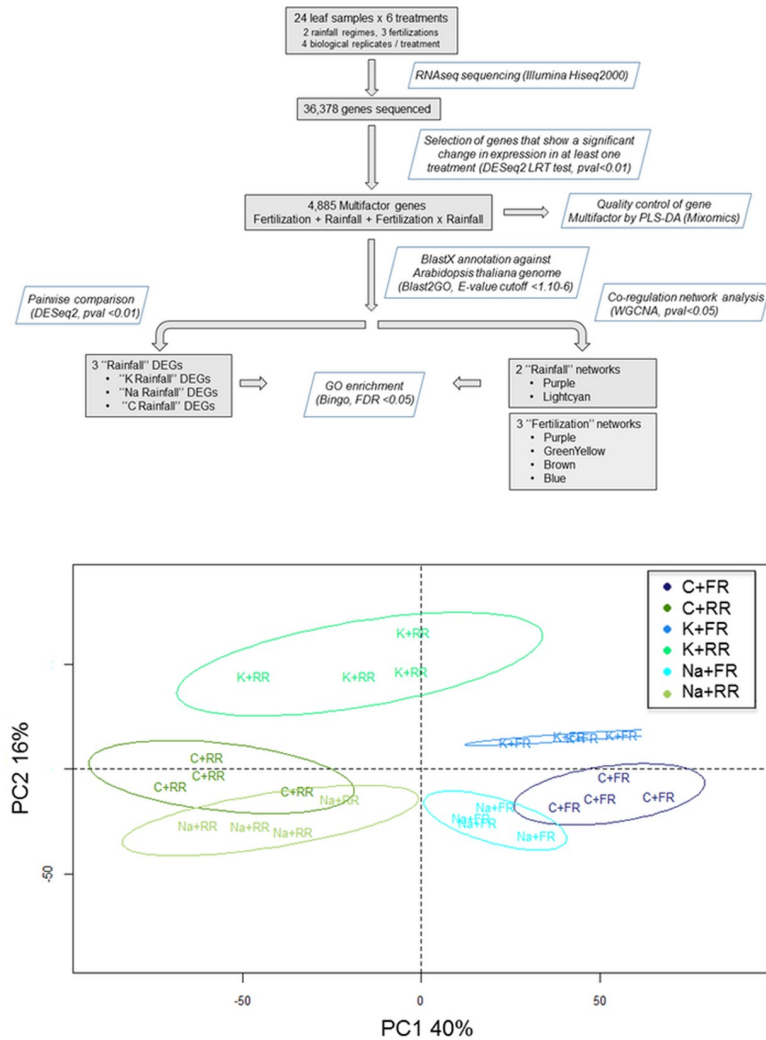 24 leaf samples x 6 treatments
2 rainfall regimes, 3 fertilizations
4 biological replicates / treatment
RNAseq sequencing (Illumina Hiseq2000)
36,378 genes sequenced
Selection of genes that show a significant
change in expression in at least one
treatment (DESeq2 LRT test, pval<0.01)
4,885 Multifactor genes
Fertilization + Rainfall + Fertilization x Rainfall
Quality control of gene
Multifactor by PLS-DA (Mixomics)
BlastX annotation against
Arabidopsis thaliana genome
(Blast2GO, E-value cutoff <1.10-6)
Pairwise comparison
(DESeq2, pval <0.01)
Co-regulation network analysis
(WGCNA, pval<0.05)
3 "Rainfall" DEGs
• "K Rainfall" DEGs
• "Na Rainfall" DEGs
• "C Rainfall" DEGs
GO enrichment
(Bingo, FDR <0.05)
2 "Rainfall" networks
• Purple
• Lightcyan
3 "Fertilization" networks
• Purple
• GreenYellow
• Brown
• Blue
C+FR
C+RR
K+FR
K+RR
Na+FR
Na+RR
K+RR
K+RR
K+RR
K+RR
K+FR
K+FR
K+FR
K+FR
C+RR
C+RR
C+RR
C+RR
Na+RR
Na+RR
Na+RR
Na+RR
Na+FR
Na+FR
Na+FR
Na+FR
C+FR
C+FR
C+FR
C+FR
PC2 16%
-50
-50
0
50
PC1 40%